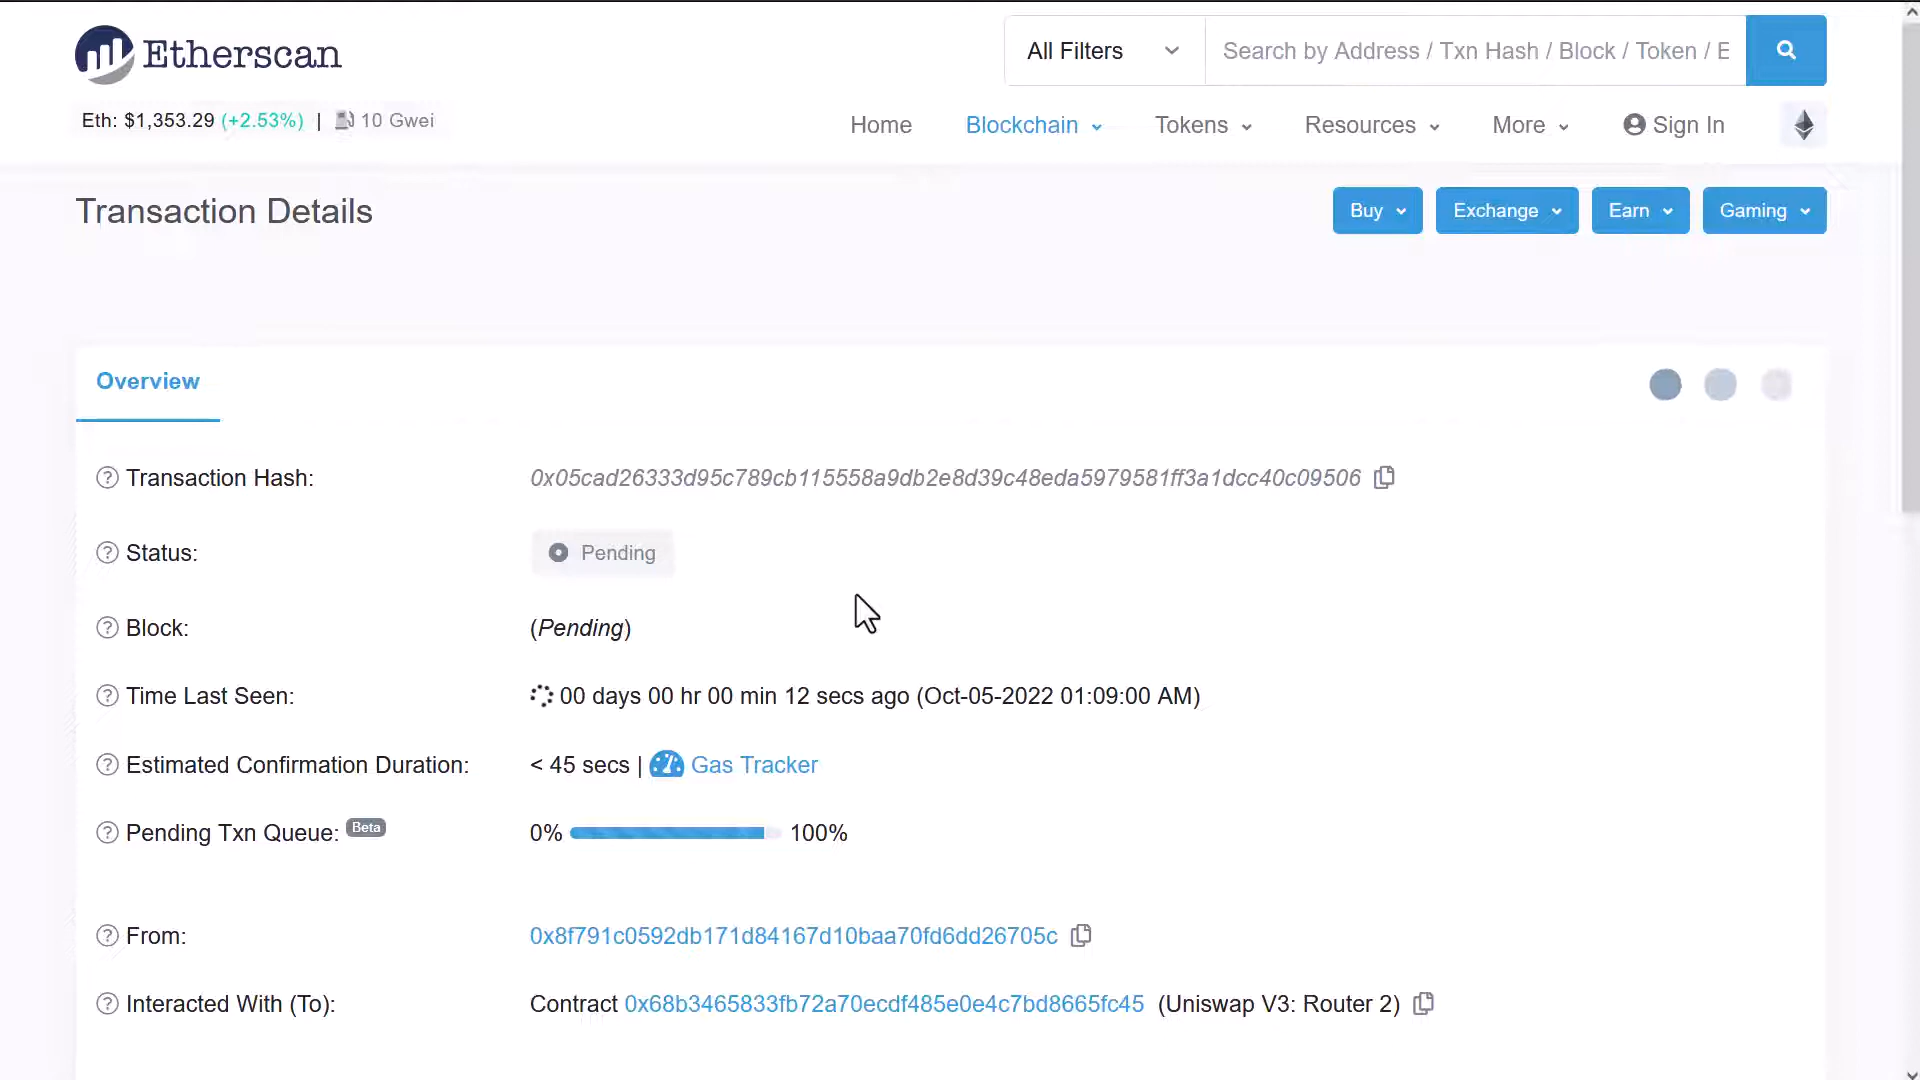 Etherscan
All Filters
Search by Address / Txn Hash / Block / Token / E
Eth: $1,353.29 (+2.53%) | 10 Gwei
Home Blockchain Tokens Resources More Sign In
Transaction Details
Buy Exchange Earn Gaming
Overview
Transaction Hash: 0x05cad26333d95c789cb115558a9db2e8d39c48eda5979581ff3a1dcc40c09506
Status: Pending
Block: (Pending)
Time Last Seen: 00 days 00 hr 00 min 12 secs ago (Oct-05-2022 01:09:00 AM)
Estimated Confirmation Duration: < 45 secs | Gas Tracker
Pending Txn Queue: Beta 0% 100%
From: 0x8f791c0592db171d84167d10baa70fd6dd26705c
Interacted With (To): Contract 0x68b3465833fb72a70ecdf485e0e4c7bd8665fc45 (Uniswap V3: Router 2)